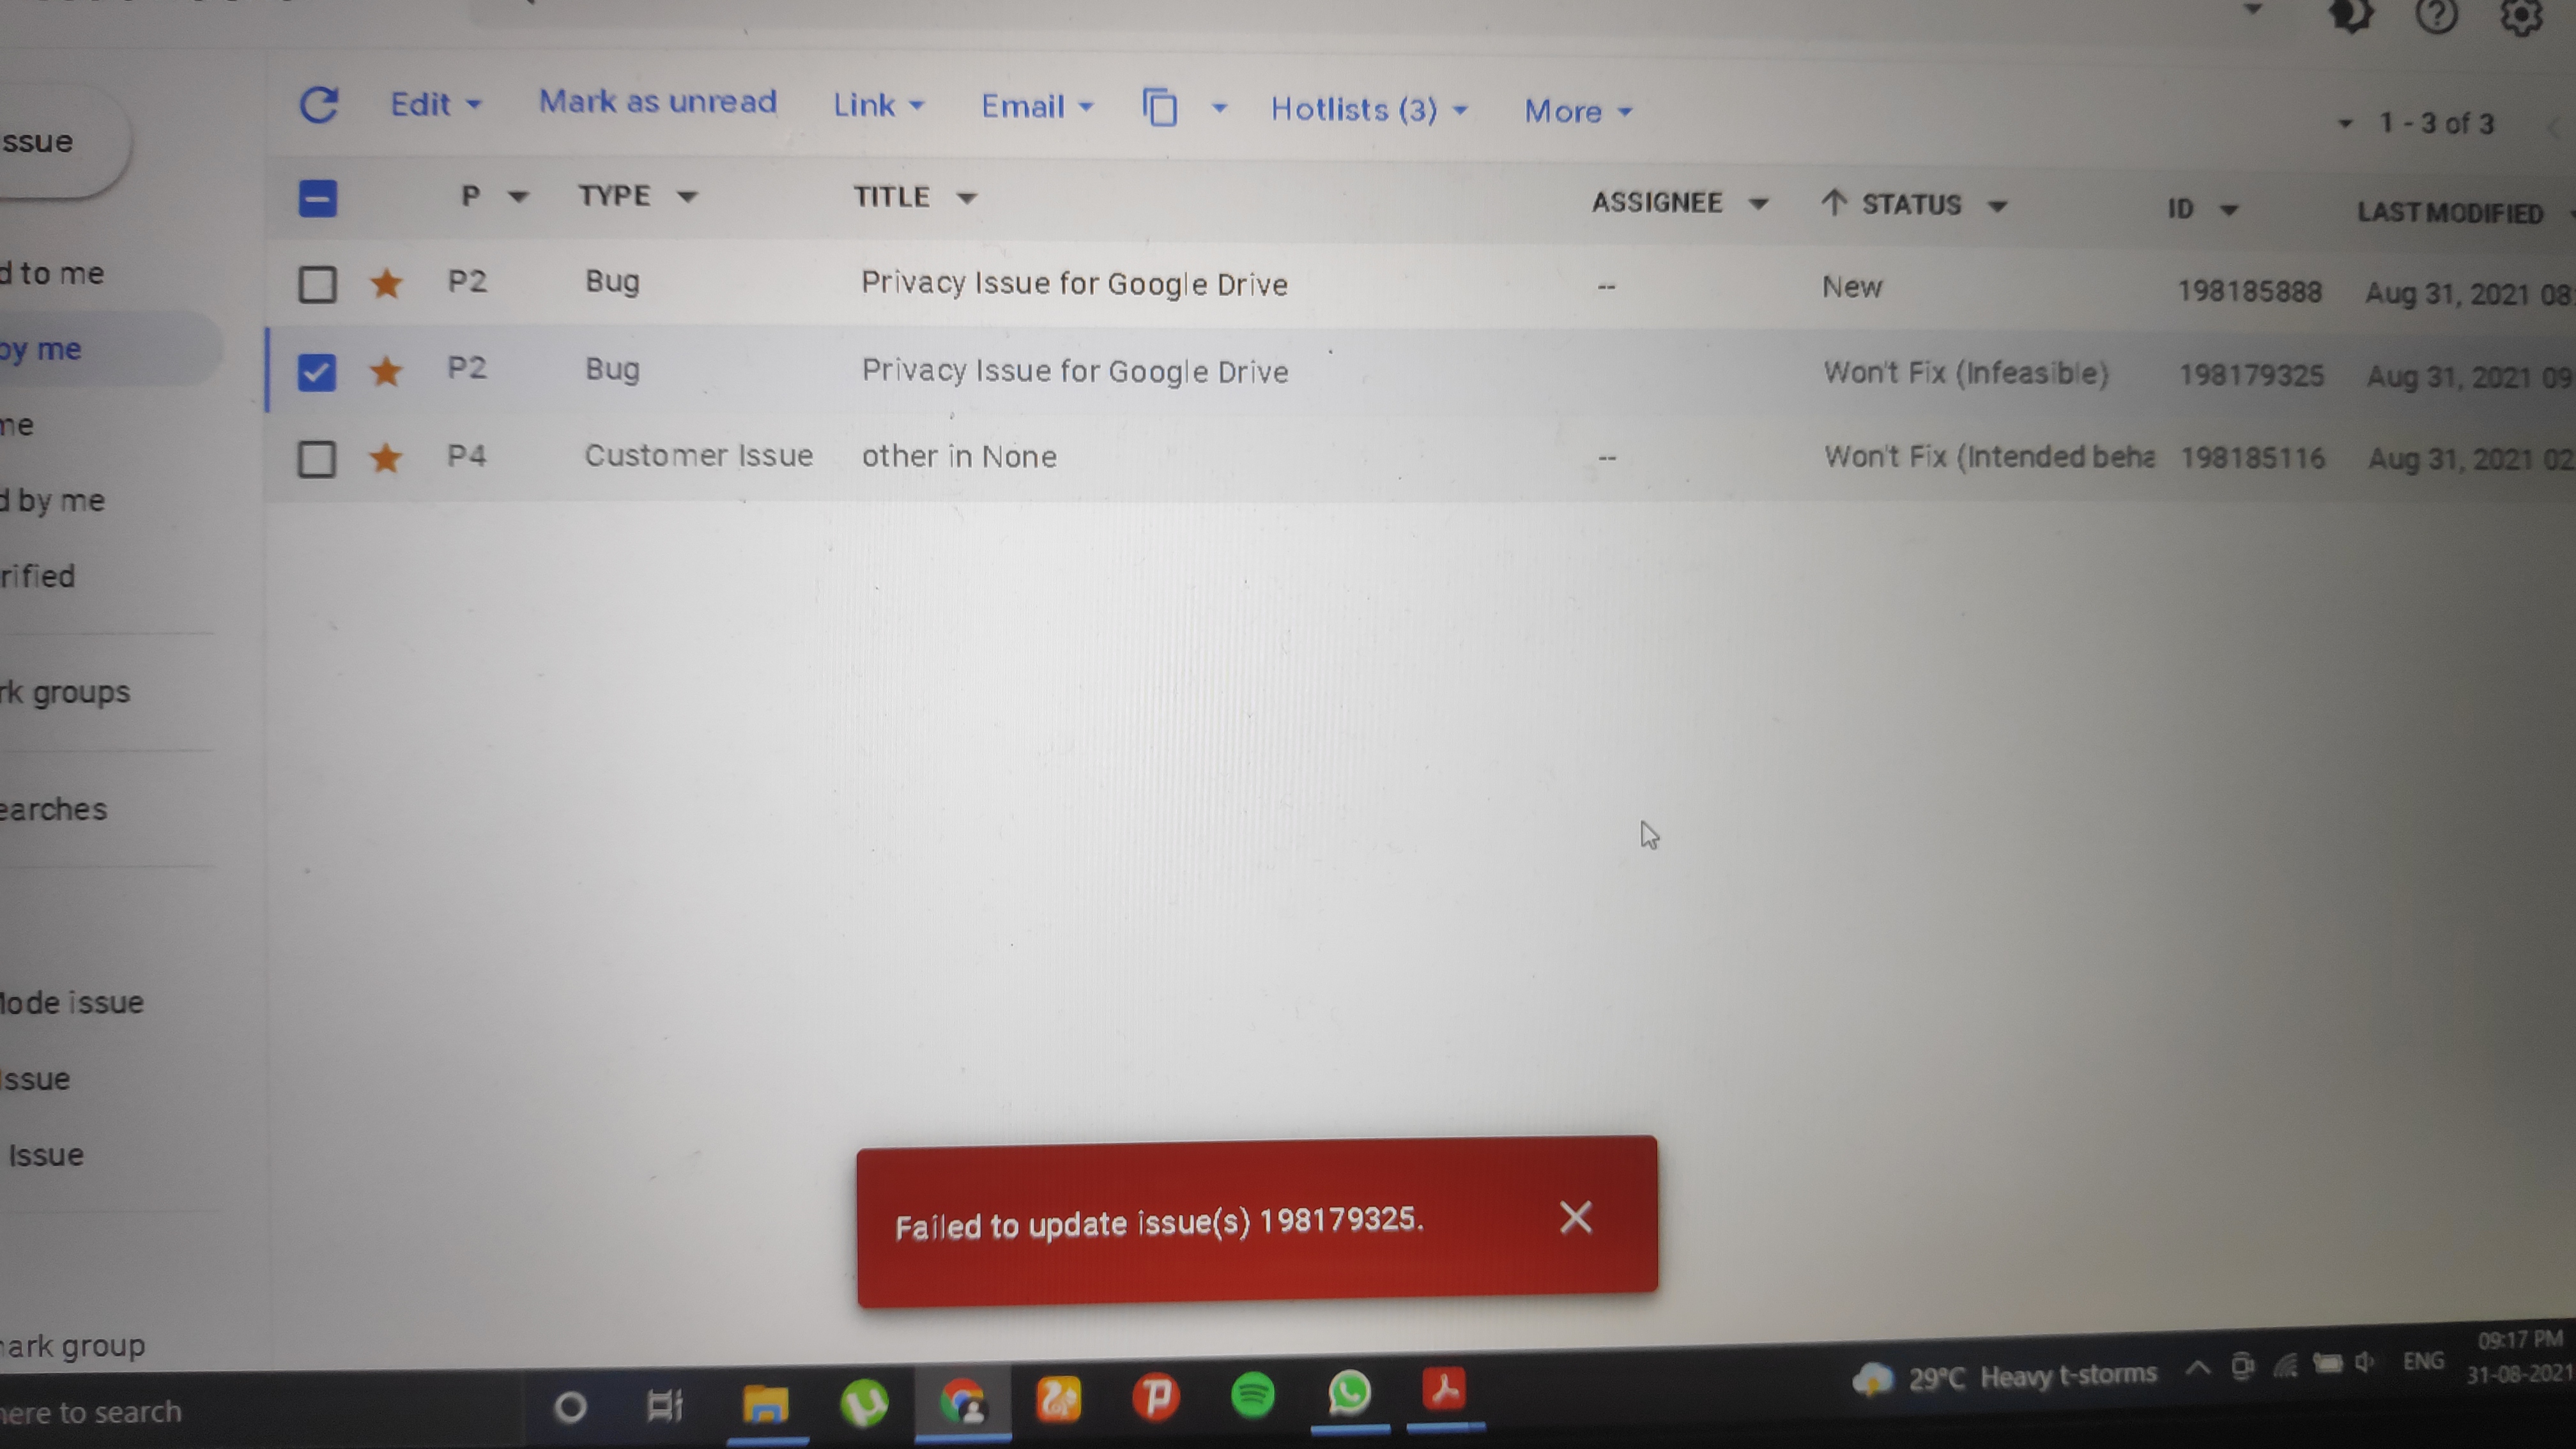 Edit Mark as unread Link Email Hotlists (3) More 1 - 3 of 3
ssue
P TYPE TITLE ASSIGNEE STATUS ID LAST MODIFIED
P2 Bug Privacy Issue for Google Drive -- New 198185888 Aug 31, 2021 08:
P2 Bug Privacy Issue for Google Drive Won't Fix (Infeasible) 198179325 Aug 31, 2021 09
P4 Customer Issue other in None -- Won't Fix (Intended beha 198185116 Aug 31, 2021 02
d to me
by me
me
d by me
rified
rk groups
earches
lode issue
Issue
Issue
Failed to update issue(s) 198179325.
nark group
here to search
29°C Heavy t-storms ENG
09:17 PM
31-08-2021